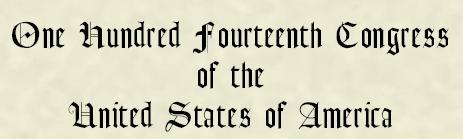 One Hundred Fourteenth Congress
of the
United States of America